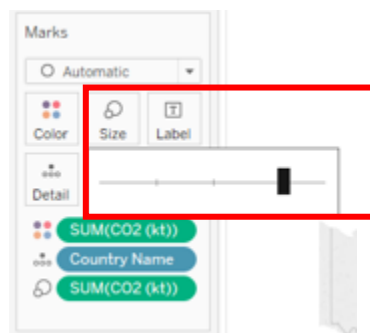 Marks
Automatic
Color Size Label
Detail
SUM(CO2 (kt))
Country Name
SUM(CO2 (kt))